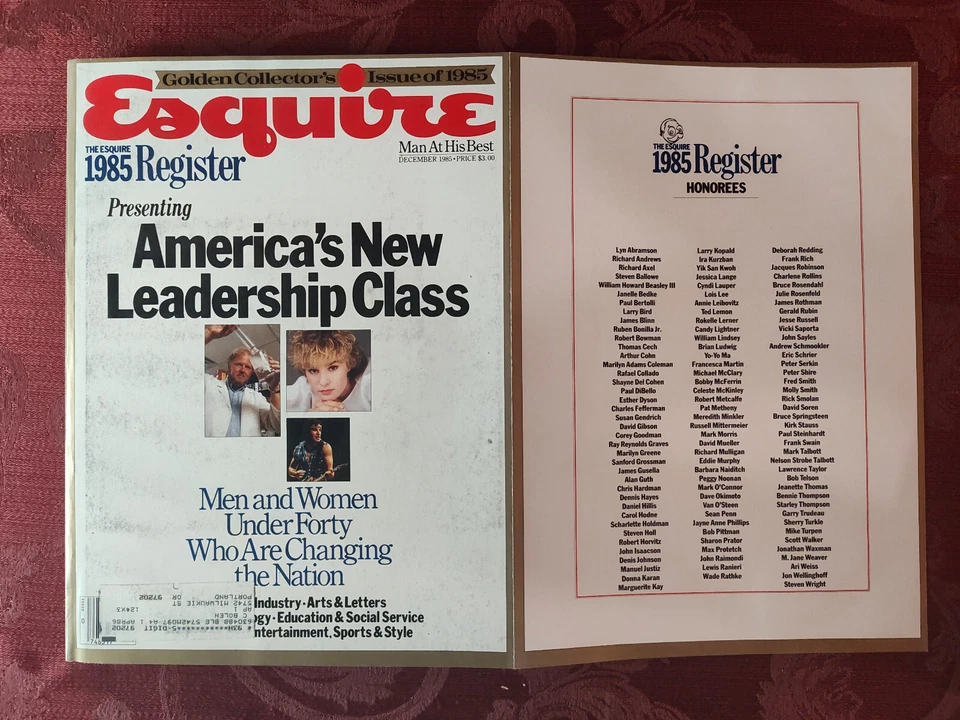 Golden Collector's Issue of 1985
Esquire
Man At His Best
DECEMBER 1985 • PRICE $3.00
THE ESQUIRE
1985 Register
Presenting
America's New
Leadership Class
Men and Women
Under Forty
Who Are Changing
the Nation
Industry • Arts & Letters
ogy • Education & Social Service
ntertainment, Sports & Style
C BOLEH
5742 MILWAUKIE ST
PORTLAND OR 97202
THE ESQUIRE
1985 Register
HONOREES
Lyn Abramson
Richard Andrews
Richard Axel
Steven Ballowe
William Howard Beasley III
Janelle Bedke
Paul Bertolli
Larry Bird
James Blinn
Ruben Bonilla Jr.
Robert Bowman
Thomas Cech
Arthur Cohn
Marilyn Adams Coleman
Rafael Collado
Shayne Del Cohen
Paul DiBello
Esther Dyson
Charles Fefferman
Susan Gendrich
David Gibson
Corey Goodman
Ray Reynolds Graves
Marilyn Greene
Sanford Grossman
James Gusella
Alan Guth
Chris Hardman
Dennis Hayes
Daniel Hillis
Carol Hodne
Scharlette Holdman
Steven Holl
Robert Horvitz
John Isaacson
Denis Johnson
Manuel Justiz
Donna Karan
Marguerite Kay
Larry Kopald
Ira Kurzban
Yik San Kwoh
Jessica Lange
Cyndi Lauper
Lois Lee
Annie Leibovitz
Ted Lemon
Rokelle Lerner
Candy Lightner
William Lindsey
Brian Ludwig
Yo-Yo Ma
Francesca Martin
Michael McClary
Bobby McFerrin
Celeste McKinley
Robert Metcalfe
Pat Metheny
Meredith Minkler
Russell Mittermeier
Mark Morris
David Mueller
Richard Mulligan
Eddie Murphy
Barbara Naiditch
Peggy Noonan
Mark O'Connor
Dave Okimoto
Van O'Steen
Sean Penn
Jayne Anne Phillips
Bob Pittman
Sharon Prator
Max Protetch
John Raimondi
Lewis Ranieri
Wade Rathke
Deborah Redding
Frank Rich
Jacques Robinson
Charlene Rollins
Bruce Rosendahl
Julie Rosenfeld
James Rothman
Gerald Rubin
Jesse Russell
Vicki Saporta
John Sayles
Andrew Schmookler
Eric Schrier
Peter Serkin
Peter Shire
Fred Smith
Molly Smith
Rick Smolan
David Soren
Bruce Springsteen
Kirk Stauss
Paul Steinhardt
Frank Swain
Mark Talbott
Nelson Strobe Talbott
Lawrence Taylor
Bob Telson
Jeanette Thomas
Bennie Thompson
Starley Thompson
Garry Trudeau
Sherry Turkle
Mike Turpen
Scott Walker
Jonathan Waxman
M. Jane Weaver
Ari Weiss
Jon Wellinghoff
Steven Wright